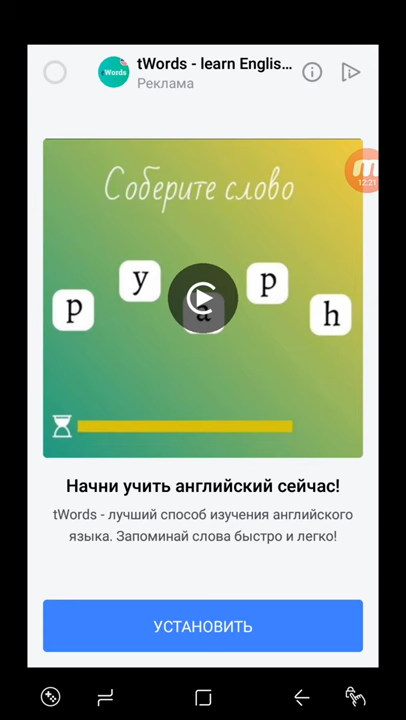 tWords - learn Englis...
Реклама
tWords
Соберите слово
12:21
p
y
a
p
h
Начни учить английский сейчас!
tWords - лучший способ изучения английского
языка. Запоминай слова быстро и легко!
УСТАНОВИТЬ